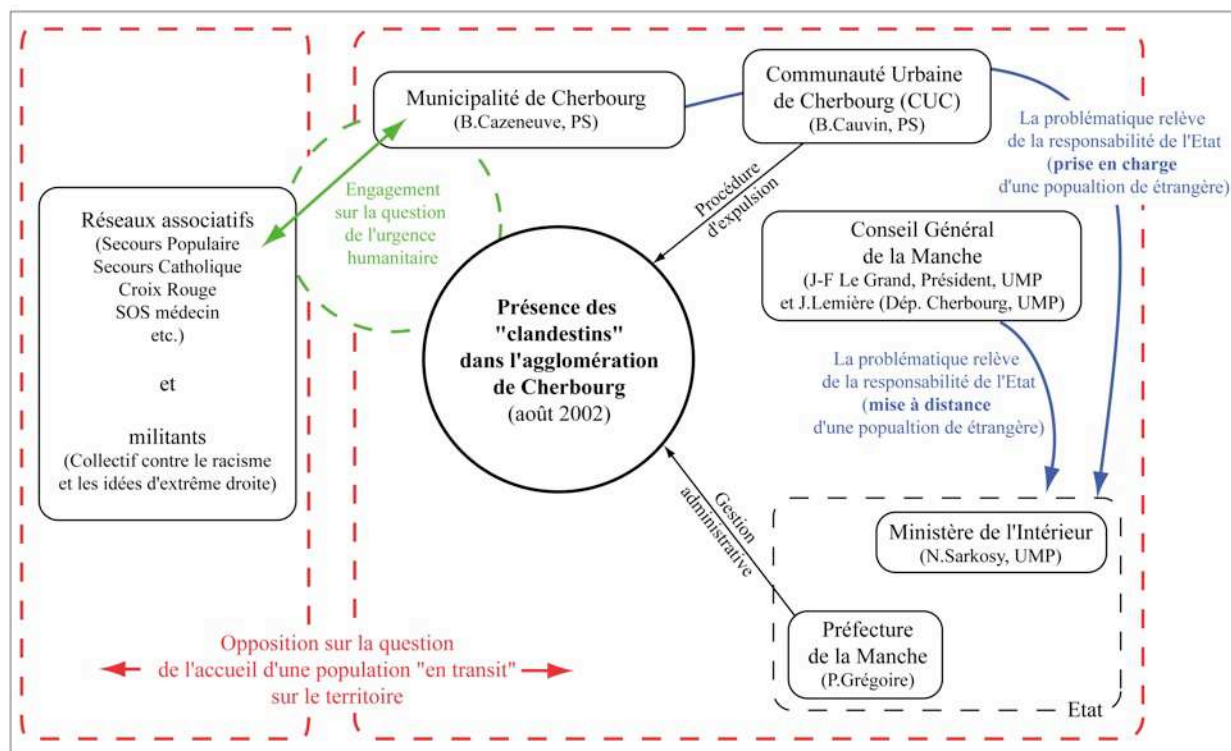 Municipalité de Cherbourg
(B.Cazeneuve, PS)
Communauté Urbaine
de Cherbourg (CUC)
(B.Cauvin, PS)
La problématique relève
de la responsabilité de l'Etat
(prise en charge
d'une popualtion de étrangère)
Engagement
sur la question
de l'urgence
humanitaire
Procédure
d'expulsion
Réseaux associatifs
(Secours Populaire
Secours Catholique
Croix Rouge
SOS médecin
etc.)
et
militants
(Collectif contre le racisme
et les idées d'extrême droite)
Conseil Général
de la Manche
(J-F Le Grand, Président, UMP
et J.Lemière (Dép. Cherbourg, UMP)
Présence des
"clandestins"
dans l'agglomération
de Cherbourg
(août 2002)
La problématique relève
de la responsabilité de l'Etat
(mise à distance
d'une popualtion de étrangère)
Gestion
administrative
Ministère de l'Intérieur
(N.Sarkosy, UMP)
Préfecture
de la Manche
(P.Grégoire)
Etat
Opposition sur la question
de l'accueil d'une population "en transit"
sur le territoire